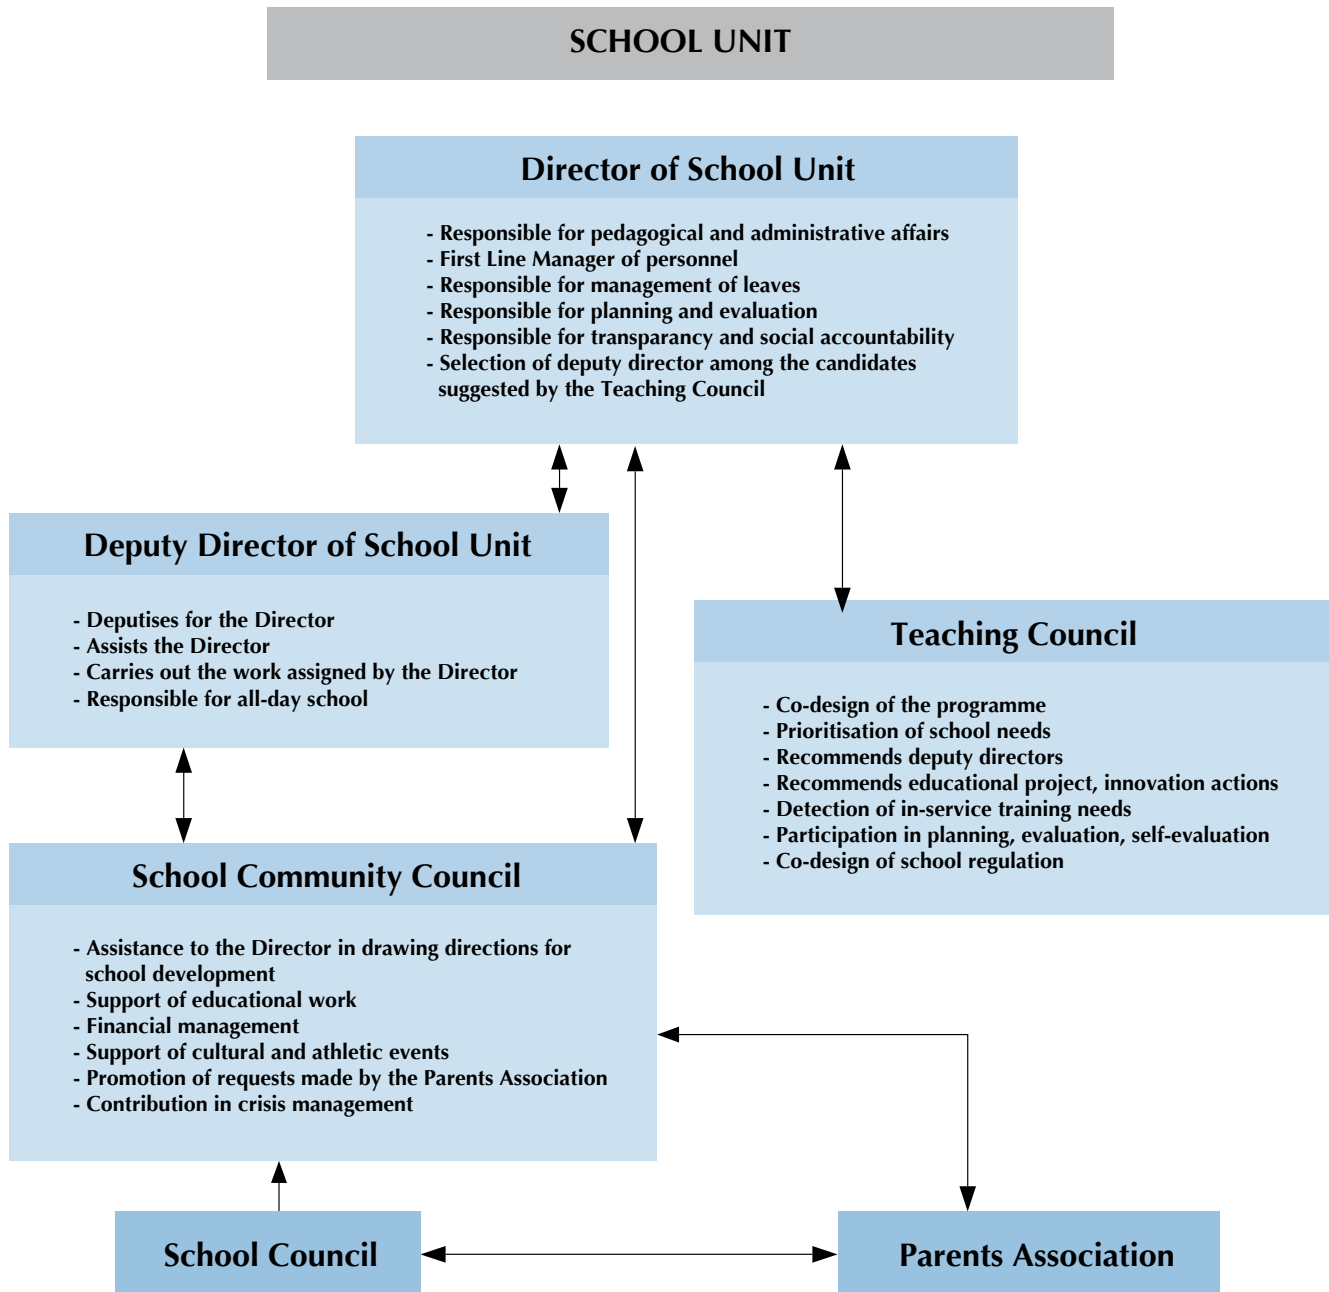 SCHOOL UNIT
Director of School Unit
- Responsible for pedagogical and administrative affairs
- First Line Manager of personnel
- Responsible for management of leaves
- Responsible for planning and evaluation
- Responsible for transparancy and social accountability
- Selection of deputy director among the candidates
suggested by the Teaching Council
Deputy Director of School Unit
- Deputises for the Director
- Assists the Director
- Carries out the work assigned by the Director
- Responsible for all-day school
Teaching Council
- Co-design of the programme
- Prioritisation of school needs
- Recommends deputy directors
- Recommends educational project, innovation actions
- Detection of in-service training needs
- Participation in planning, evaluation, self-evaluation
- Co-design of school regulation
School Community Council
- Assistance to the Director in drawing directions for
school development
- Support of educational work
- Financial management
- Support of cultural and athletic events
- Promotion of requests made by the Parents Association
- Contribution in crisis management
School Council
Parents Association